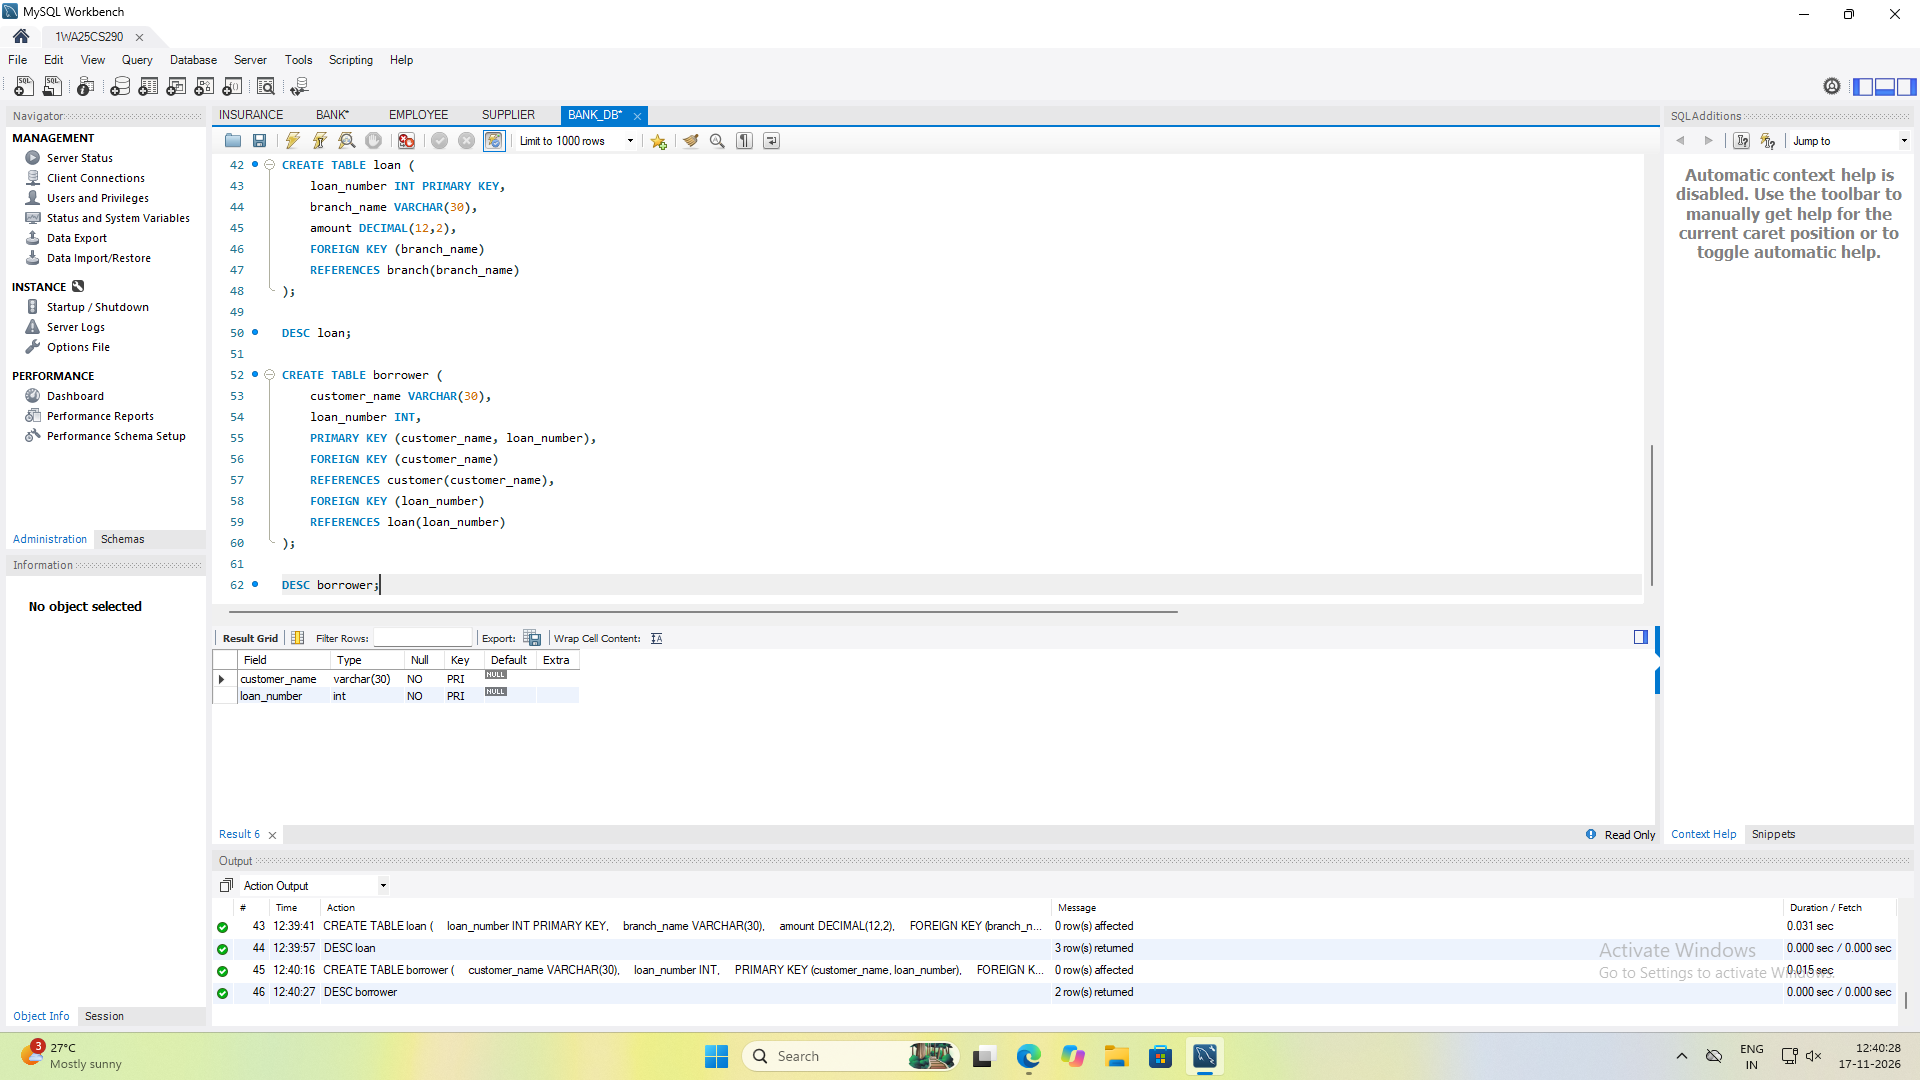 MySQL Workbench
1WA25CS290
File Edit View Query Database Server Tools Scripting Help
Navigator
MANAGEMENT
Server Status
Client Connections
Users and Privileges
Status and System Variables
Data Export
Data Import/Restore
INSTANCE
Startup / Shutdown
Server Logs
Options File
PERFORMANCE
Dashboard
Performance Reports
Performance Schema Setup
Administration Schemas
Information
No object selected
Object Info Session
INSURANCE BANK* EMPLOYEE SUPPLIER BANK_DB*
Limit to 1000 rows
42 CREATE TABLE loan (
43 loan_number INT PRIMARY KEY,
44 branch_name VARCHAR(30),
45 amount DECIMAL(12,2),
46 FOREIGN KEY (branch_name)
47 REFERENCES branch(branch_name)
48 );
49
50 DESC loan;
51
52 CREATE TABLE borrower (
53 customer_name VARCHAR(30),
54 loan_number INT,
55 PRIMARY KEY (customer_name, loan_number),
56 FOREIGN KEY (customer_name)
57 REFERENCES customer(customer_name),
58 FOREIGN KEY (loan_number)
59 REFERENCES loan(loan_number)
60 );
61
62 DESC borrower;
Result Grid Filter Rows: Export: Wrap Cell Content: IA
Field Type Null Key Default Extra
customer_name varchar(30) NO PRI NULL
loan_number int NO PRI NULL
Result 6
Read Only
SQLAdditions
Jump to
Automatic context help is
disabled. Use the toolbar to
manually get help for the
current caret position or to
toggle automatic help.
Context Help Snippets
Output
Action Output
# Time Action Message Duration / Fetch
43 12:39:41 CREATE TABLE loan ( loan_number INT PRIMARY KEY, branch_name VARCHAR(30), amount DECIMAL(12,2), FOREIGN KEY (branch_n... 0 row(s) affected 0.031 sec
44 12:39:57 DESC loan 3 row(s) returned 0.000 sec / 0.000 sec
45 12:40:16 CREATE TABLE borrower ( customer_name VARCHAR(30), loan_number INT, PRIMARY KEY (customer_name, loan_number), FOREIGN K... 0 row(s) affected 0.015 sec
46 12:40:27 DESC borrower 2 row(s) returned 0.000 sec / 0.000 sec
Activate Windows
Go to Settings to activate Windows.
3
27°C
Mostly sunny
Search
ENG
IN
12:40:28
17-11-2026